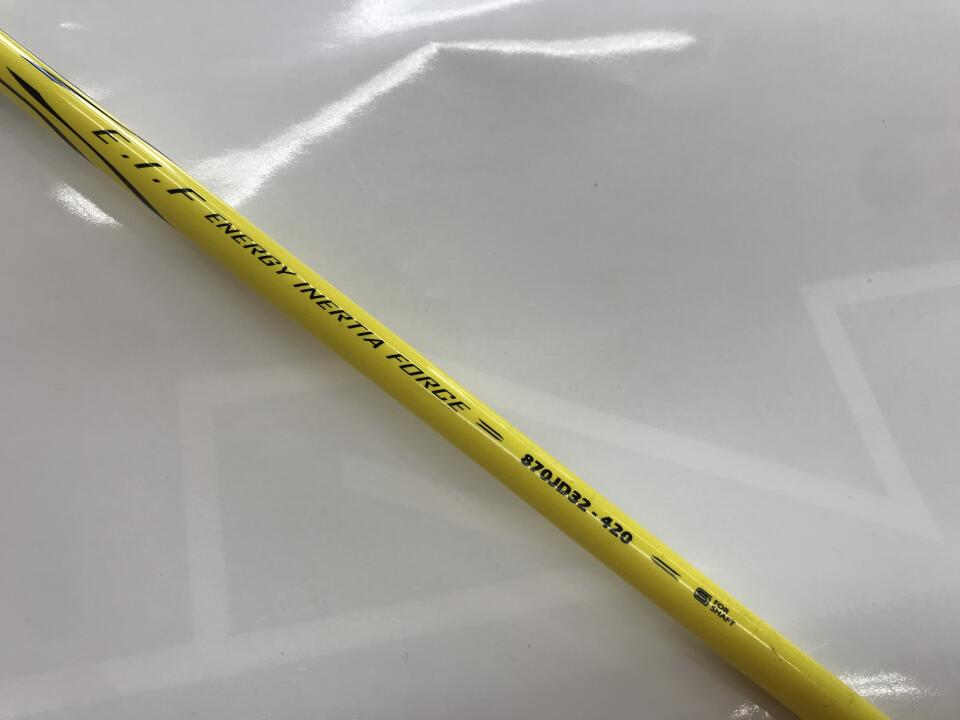 E・I・F ENERGY INERTIA FORCE
870JD32-420
S FOR
SHAFT